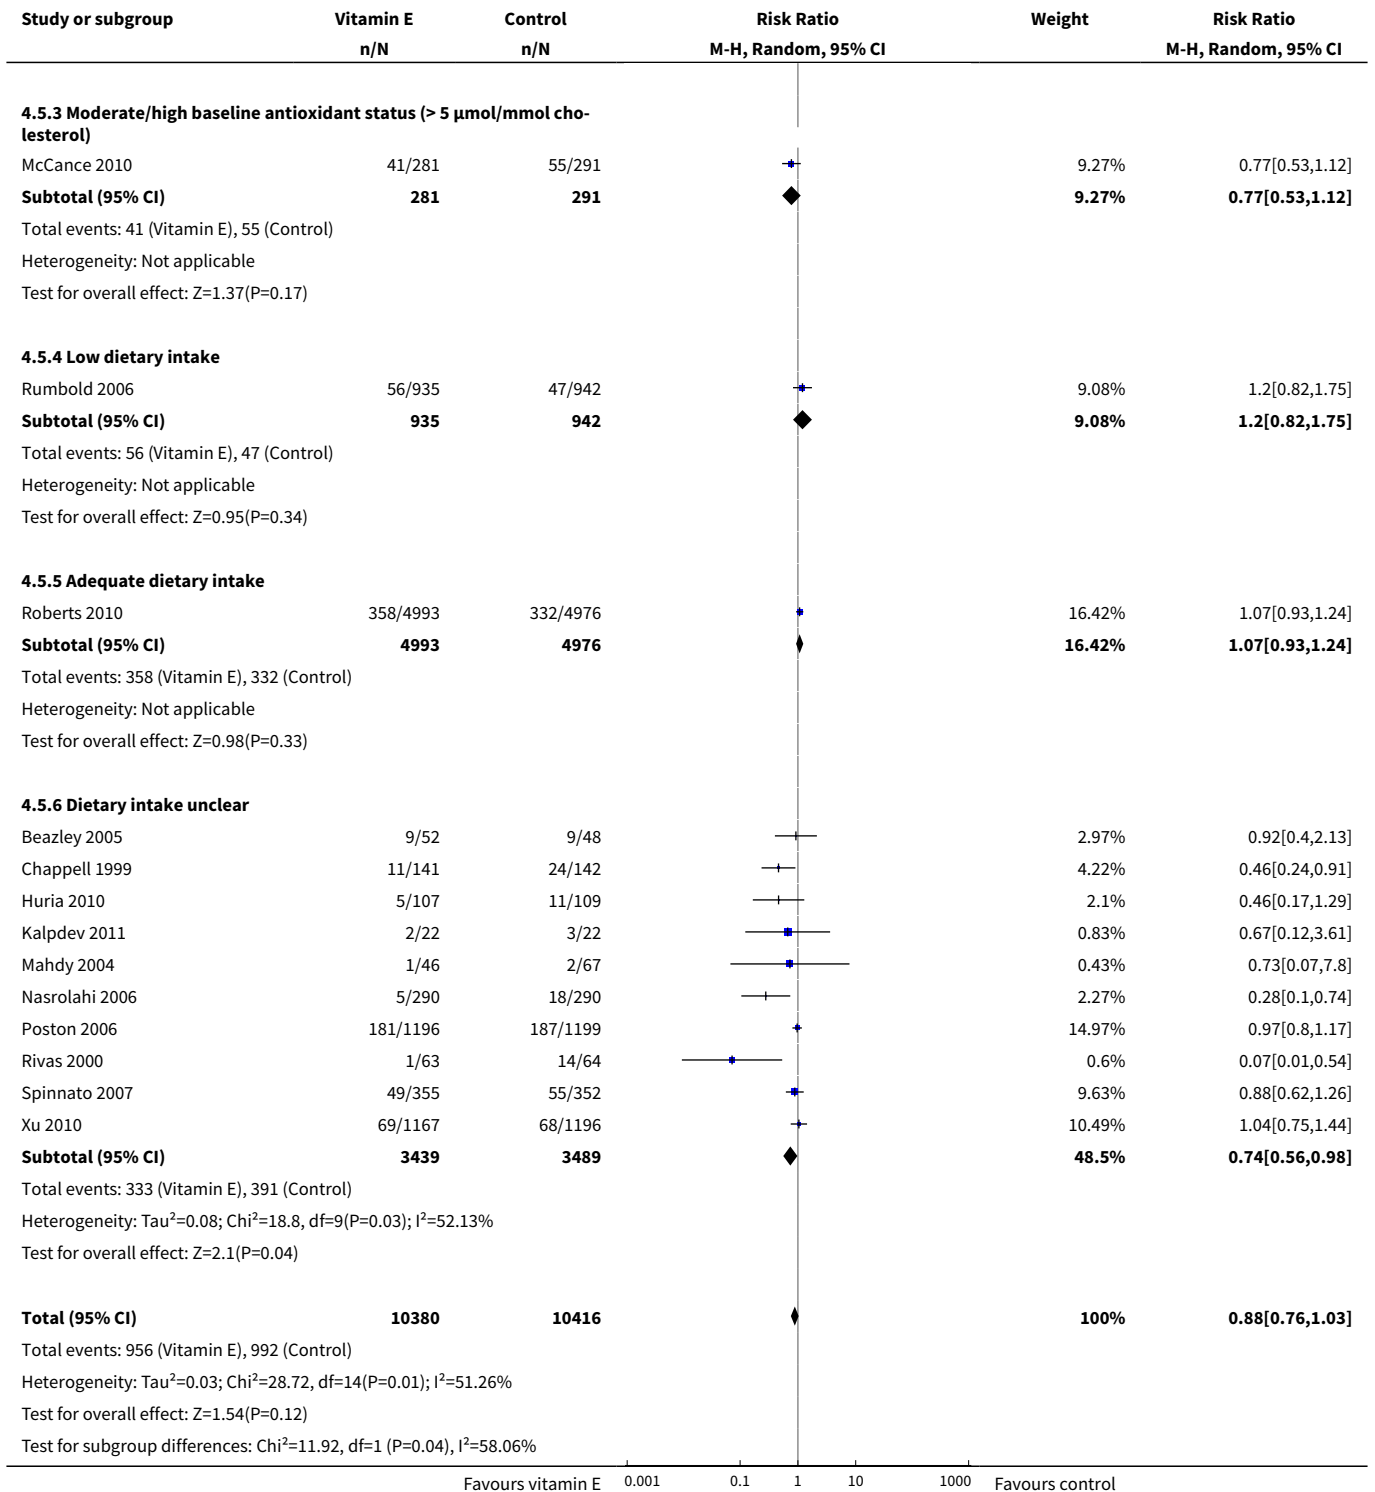 Study or subgroup Vitamin E Control Risk Ratio Weight Risk Ratio
n/N n/N M-H, Random, 95% CI M-H, Random, 95% CI
4.5.3 Moderate/high baseline antioxidant status (> 5 µmol/mmol cho-
lesterol)
McCance 2010 41/281 55/291 9.27% 0.77[0.53,1.12]
Subtotal (95% CI) 281 291 9.27% 0.77[0.53,1.12]
Total events: 41 (Vitamin E), 55 (Control)
Heterogeneity: Not applicable
Test for overall effect: Z=1.37(P=0.17)
4.5.4 Low dietary intake
Rumbold 2006 56/935 47/942 9.08% 1.2[0.82,1.75]
Subtotal (95% CI) 935 942 9.08% 1.2[0.82,1.75]
Total events: 56 (Vitamin E), 47 (Control)
Heterogeneity: Not applicable
Test for overall effect: Z=0.95(P=0.34)
4.5.5 Adequate dietary intake
Roberts 2010 358/4993 332/4976 16.42% 1.07[0.93,1.24]
Subtotal (95% CI) 4993 4976 16.42% 1.07[0.93,1.24]
Total events: 358 (Vitamin E), 332 (Control)
Heterogeneity: Not applicable
Test for overall effect: Z=0.98(P=0.33)
4.5.6 Dietary intake unclear
Beazley 2005 9/52 9/48 2.97% 0.92[0.4,2.13]
Chappell 1999 11/141 24/142 4.22% 0.46[0.24,0.91]
Huria 2010 5/107 11/109 2.1% 0.46[0.17,1.29]
Kalpdev 2011 2/22 3/22 0.83% 0.67[0.12,3.61]
Mahdy 2004 1/46 2/67 0.43% 0.73[0.07,7.8]
Nasrolahi 2006 5/290 18/290 2.27% 0.28[0.1,0.74]
Poston 2006 181/1196 187/1199 14.97% 0.97[0.8,1.17]
Rivas 2000 1/63 14/64 0.6% 0.07[0.01,0.54]
Spinnato 2007 49/355 55/352 9.63% 0.88[0.62,1.26]
Xu 2010 69/1167 68/1196 10.49% 1.04[0.75,1.44]
Subtotal (95% CI) 3439 3489 48.5% 0.74[0.56,0.98]
Total events: 333 (Vitamin E), 391 (Control)
Heterogeneity: Tau²=0.08; Chi²=18.8, df=9(P=0.03); I²=52.13%
Test for overall effect: Z=2.1(P=0.04)
Total (95% CI) 10380 10416 100% 0.88[0.76,1.03]
Total events: 956 (Vitamin E), 992 (Control)
Heterogeneity: Tau²=0.03; Chi²=28.72, df=14(P=0.01); I²=51.26%
Test for overall effect: Z=1.54(P=0.12)
Test for subgroup differences: Chi²=11.92, df=1 (P=0.04), I²=58.06%
Favours vitamin E 0.001 0.1 1 10 1000 Favours control